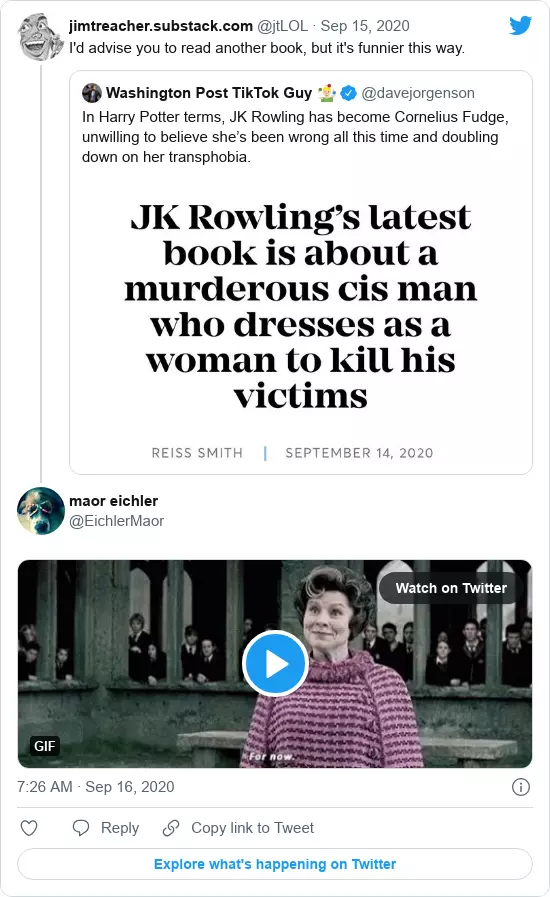 jimtreacher.substack.com @jtLOL · Sep 15, 2020
I'd advise you to read another book, but it's funnier this way.
Washington Post TikTok Guy @davejorgenson
In Harry Potter terms, JK Rowling has become Cornelius Fudge,
unwilling to believe she's been wrong all this time and doubling
down on her transphobia.
JK Rowling's latest
book is about a
murderous cis man
who dresses as a
woman to kill his
victims
REISS SMITH | SEPTEMBER 14, 2020
maor eichler
@EichlerMaor
Watch on Twitter
GIF
For now.
7:26 AM · Sep 16, 2020
Reply
Copy link to Tweet
Explore what's happening on Twitter